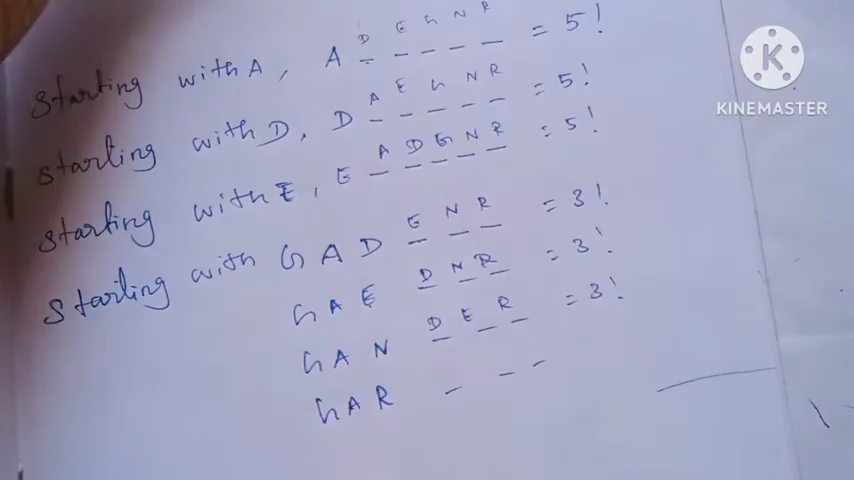 Starting with A, A D E G N R = 5!
starting with D, D A E G N R = 5!
starting with E, E A D G N R = 5!
starting with G A D E N R = 3!
G A E D N R = 3!
G A N D E R = 3!
G A R _ _ _
K
KINEMASTER